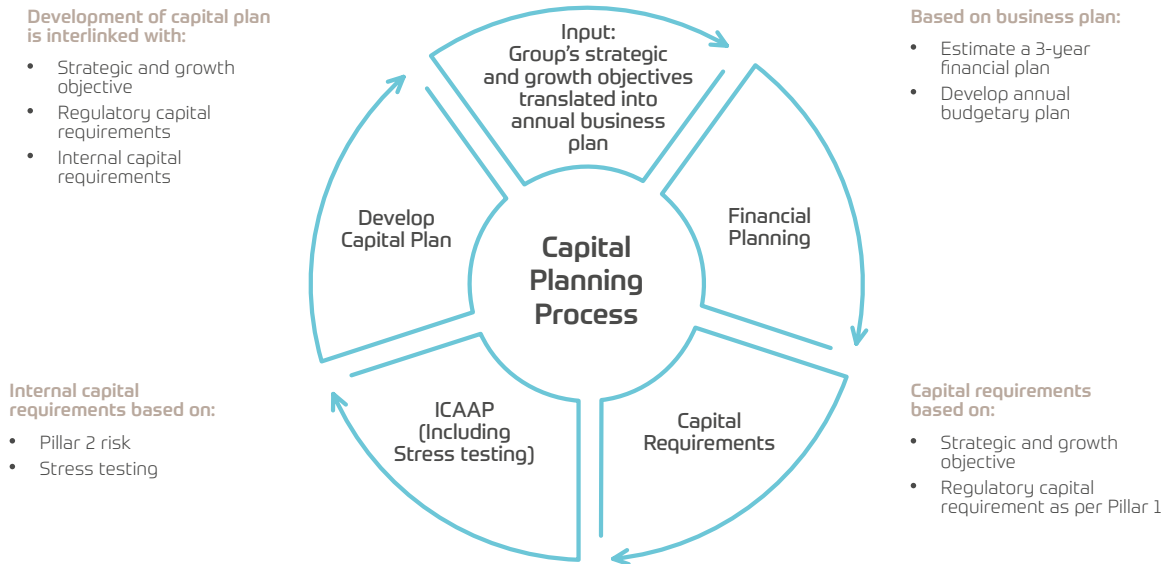 Development of capital plan
is interlinked with:
• Strategic and growth
objective
• Regulatory capital
requirements
• Internal capital
requirements
Input:
Group's strategic
and growth objectives
translated into
annual business
plan
Based on business plan:
• Estimate a 3-year
financial plan
• Develop annual
budgetary plan
Develop
Capital Plan
Capital
Planning
Process
Financial
Planning
Internal capital
requirements based on:
• Pillar 2 risk
• Stress testing
ICAAP
(Including
Stress testing)
Capital
Requirements
Capital requirements
based on:
• Strategic and growth
objective
• Regulatory capital
requirement as per Pillar 1